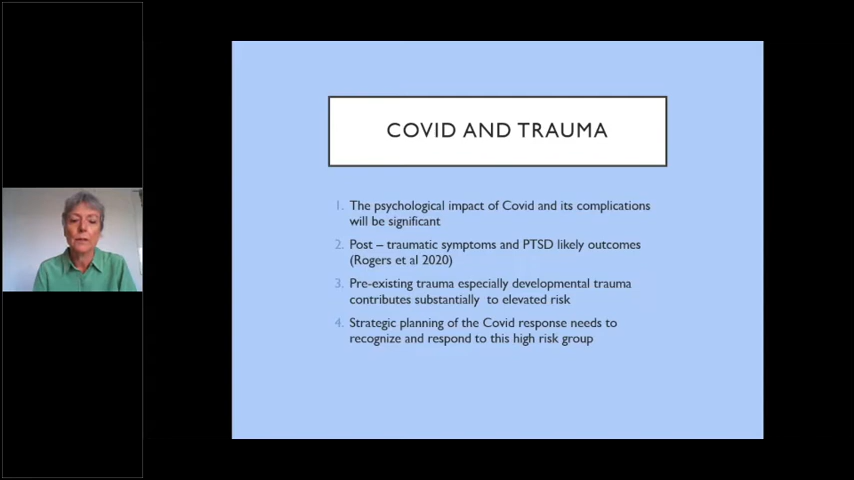 COVID AND TRAUMA
1. The psychological impact of Covid and its complications
will be significant
2. Post – traumatic symptoms and PTSD likely outcomes
(Rogers et al 2020)
3. Pre-existing trauma especially developmental trauma
contributes substantially to elevated risk
4. Strategic planning of the Covid response needs to
recognize and respond to this high risk group